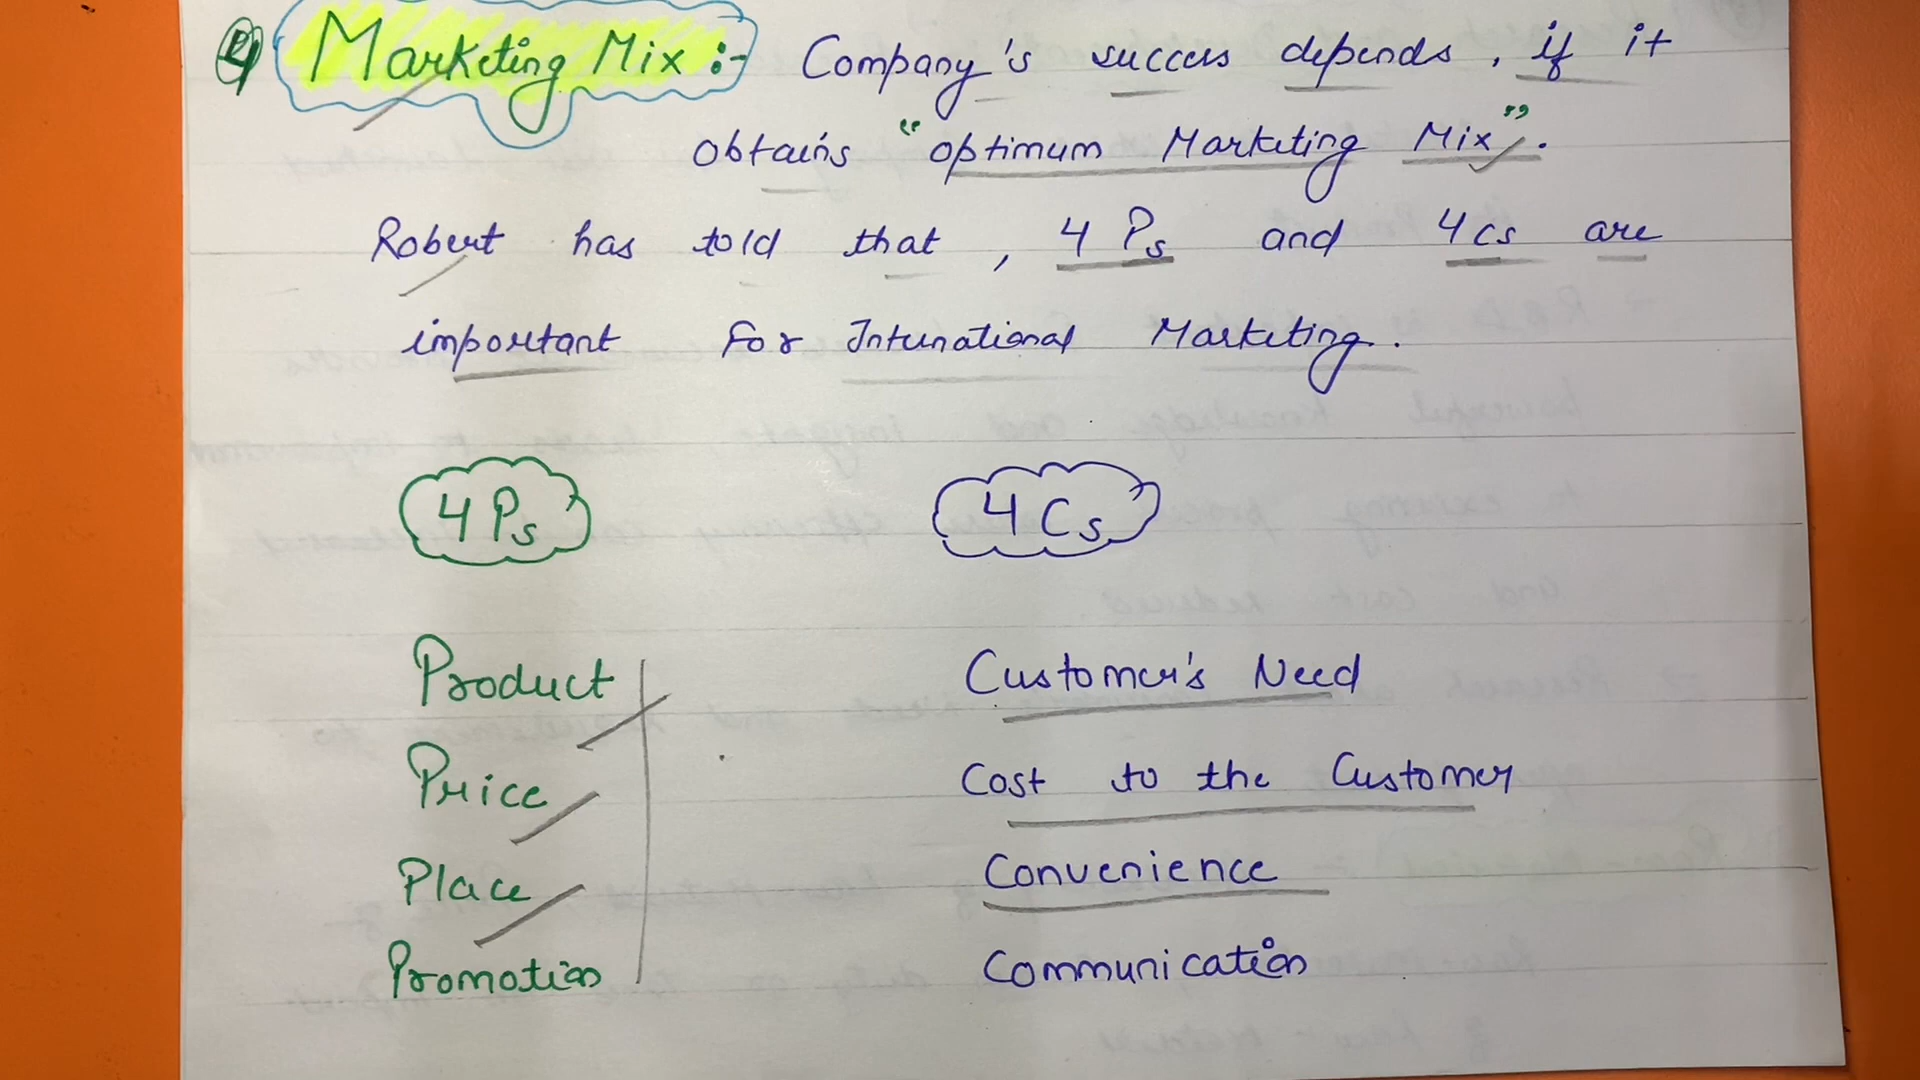 4) Marketing Mix :- Company's success depends, if it
obtains "optimum Marketing Mix".
Robert has told that, 4 Ps and 4Cs are
important for International Marketing.
4 Ps
4 Cs
Product
Customer's Need
Price
Cost to the Customer
Place
Convenience
Promotion
Communication